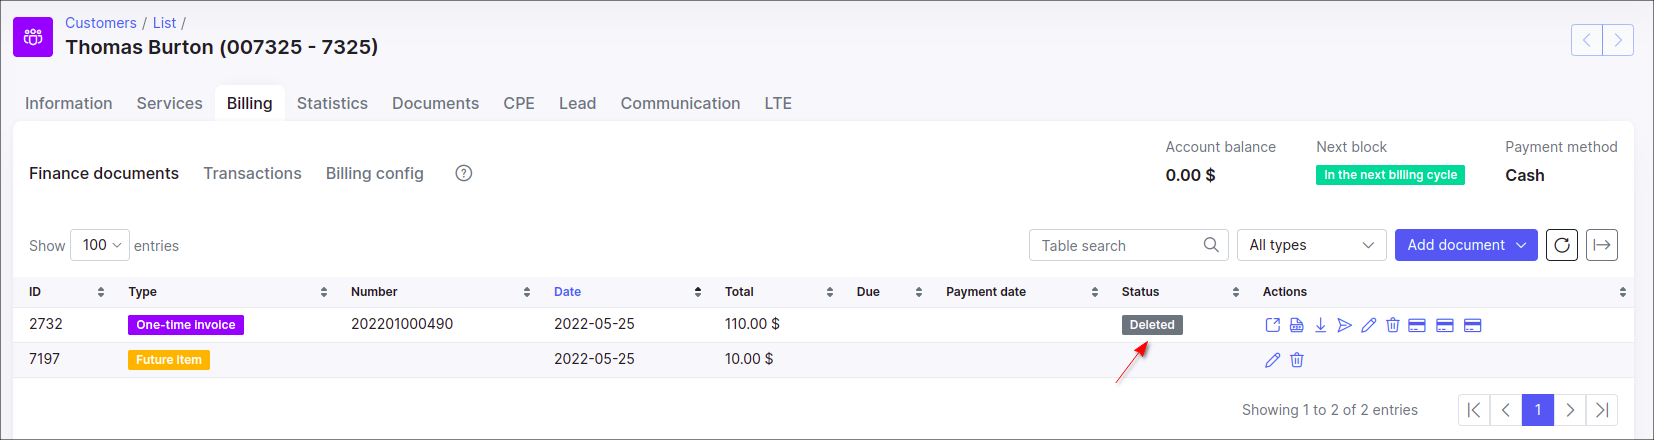 Customers / List /
Thomas Burton (007325 - 7325)
Information Services Billing Statistics Documents CPE Lead Communication LTE
Account balance Next block Payment method
Finance documents Transactions Billing config ?
0.00 $ In the next billing cycle Cash
Show 100 entries Table search All types Add document
ID Type Number Date Total Due Payment date Status Actions
2732 One-time invoice 202201000490 2022-05-25 110.00 $ Deleted
7197 Future item 2022-05-25 10.00 $
Showing 1 to 2 of 2 entries 1